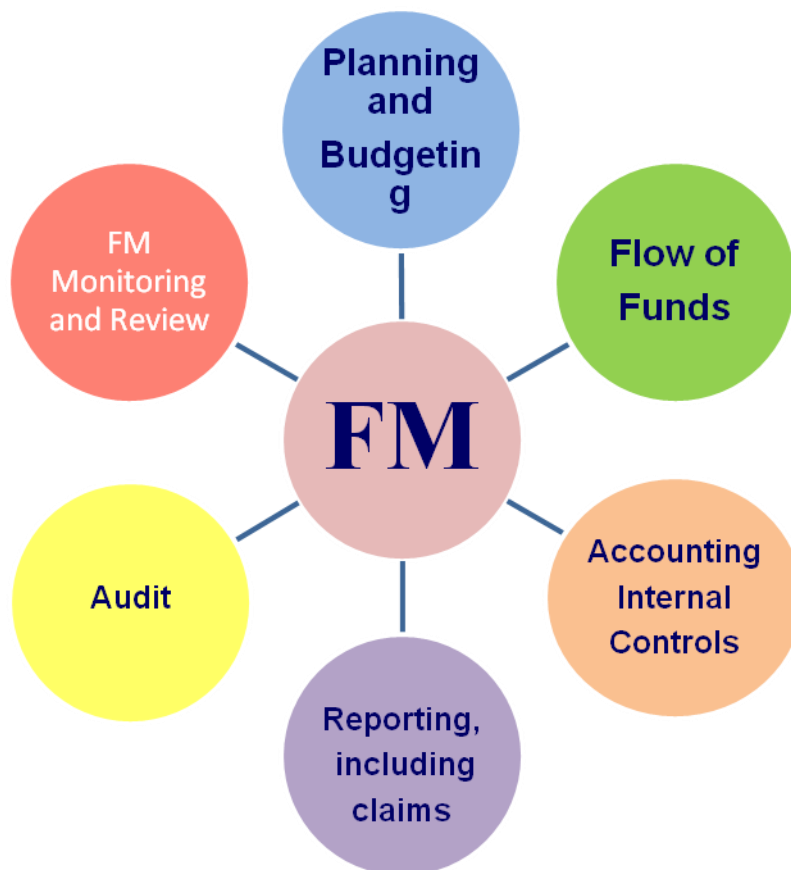 Planning
and
Budgetin
g
Flow of
Funds
Accounting
Internal
Controls
Reporting,
including
claims
Audit
FM
Monitoring
and Review
FM